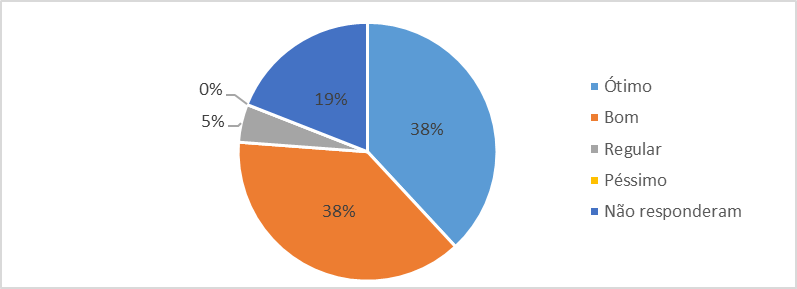 0%
19%
5%
38%
38%
Ótimo
Bom
Regular
Péssimo
Não responderam